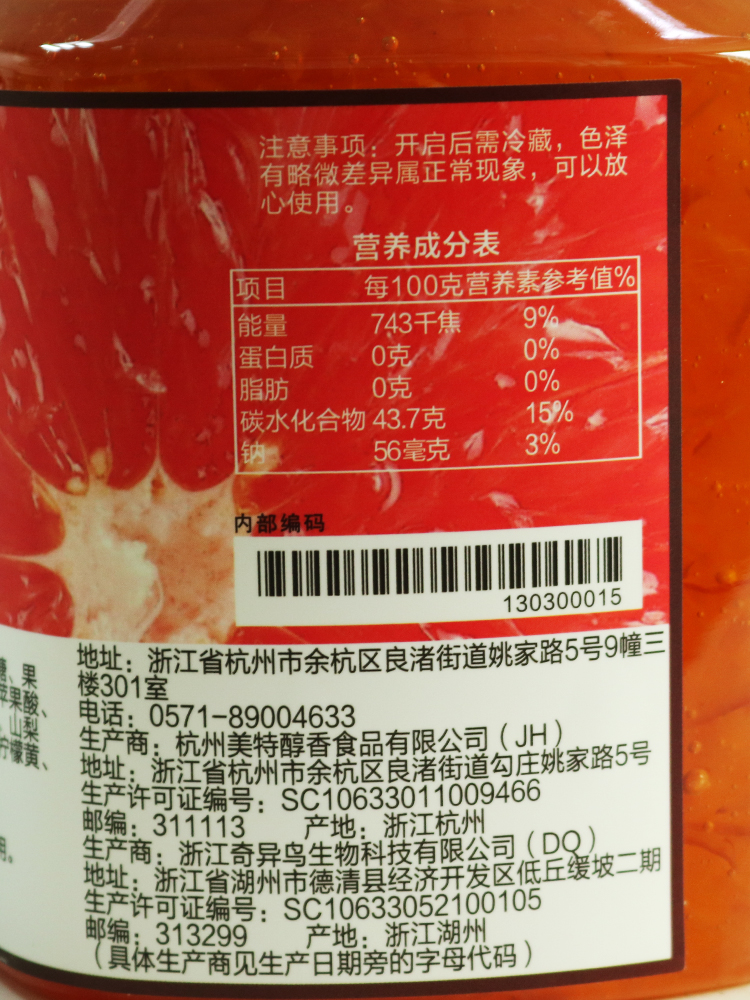 注意事项：开启后需冷藏，色泽
有略微差异属正常现象，可以放
心使用。
营养成分表
项目 每100克 营养素参考值%
能量 743千焦 9%
蛋白质 0克 0%
脂肪 0克 0%
碳水化合物 43.7克 15%
钠 56毫克 3%
内部编码
130300015
糖、果
苹果酸、
山梨
柠檬黄、
用。
地址：浙江省杭州市余杭区良渚街道姚家路5号9幢三
楼301室
电话：0571-89004633
生产商：杭州美特醇香食品有限公司（JH）
地址：浙江省杭州市余杭区良渚街道勾庄姚家路5号
生产许可证编号：SC10633011009466
邮编：311113 产地：浙江杭州
生产商：浙江奇异鸟生物科技有限公司（DQ）
地址：浙江省湖州市德清县经济开发区低丘缓坡二期
生产许可证编号：SC10633052100105
邮编：313299 产地：浙江湖州
（具体生产商见生产日期旁的字母代码）